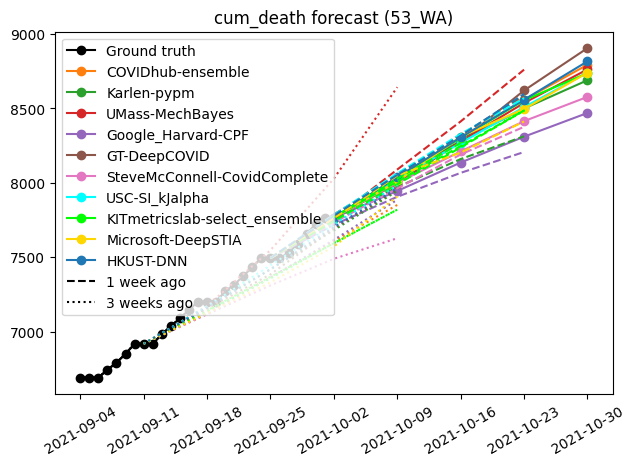 cum_death forecast (53_WA)
9000
8500
8000
7500
7000
Ground truth
COVIDhub-ensemble
Karlen-pypm
UMass-MechBayes
Google_Harvard-CPF
GT-DeepCOVID
SteveMcConnell-CovidComplete
USC-SI_kJalpha
KITmetricslab-select_ensemble
Microsoft-DeepSTIA
HKUST-DNN
1 week ago
3 weeks ago
2021-09-04
2021-09-11
2021-09-18
2021-09-25
2021-10-02
2021-10-09
2021-10-16
2021-10-23
2021-10-30